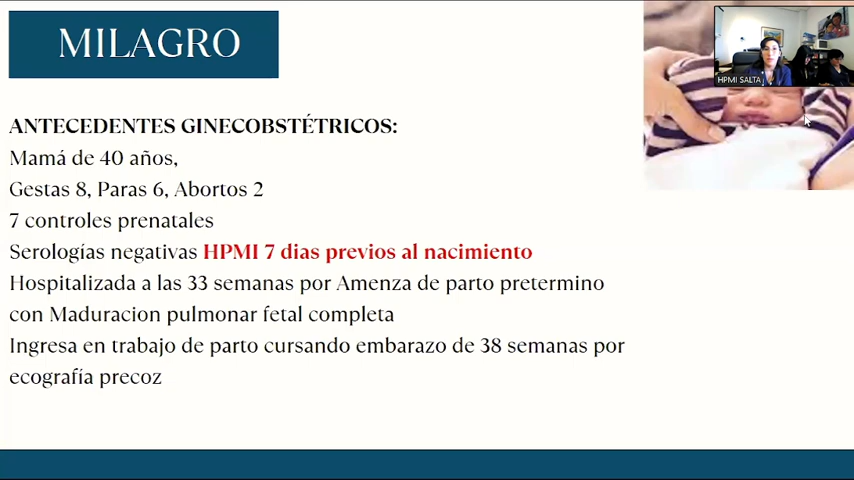 MILAGRO
HPMI SALTA
ANTECEDENTES GINECOBSTÉTRICOS:
Mamá de 40 años,
Gestas 8, Paras 6, Abortos 2
7 controles prenatales
Serologías negativas HPMI 7 dias previos al nacimiento
Hospitalizada a las 33 semanas por Amenza de parto pretermino
con Maduracion pulmonar fetal completa
Ingresa en trabajo de parto cursando embarazo de 38 semanas por
ecografía precoz